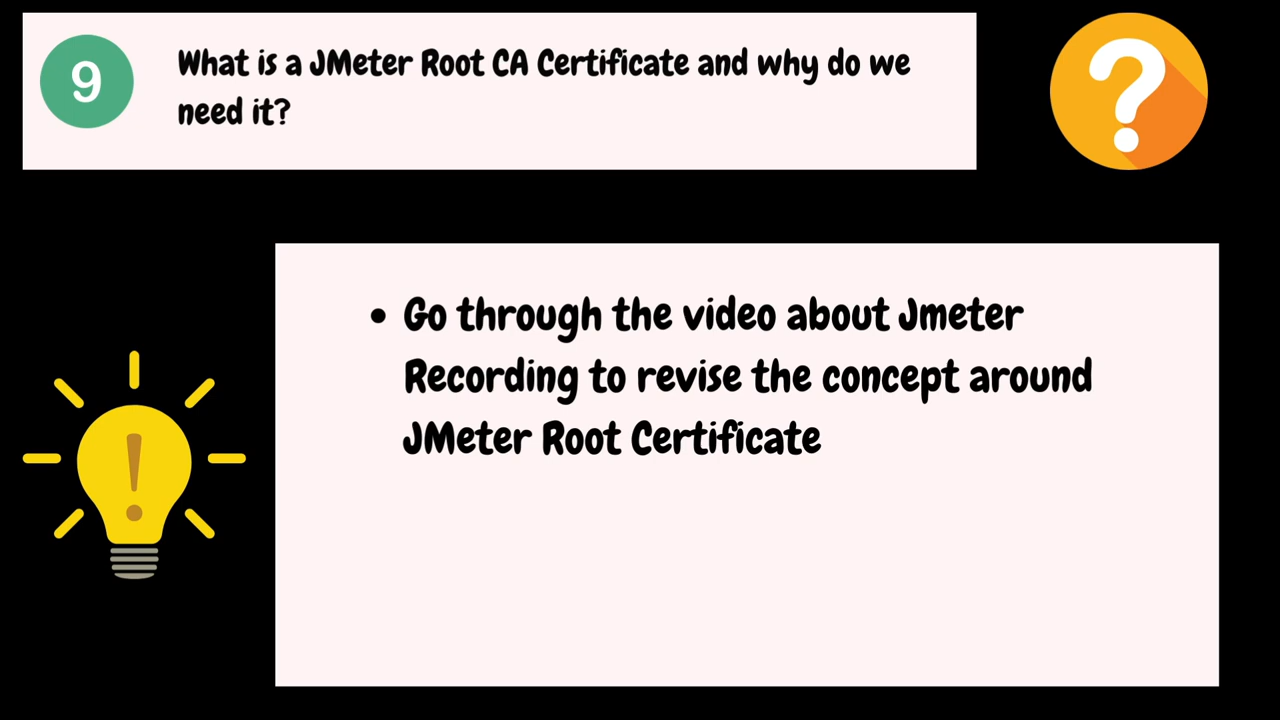 9
What is a JMeter Root CA Certificate and why do we
need it?
?
• Go through the video about Jmeter
Recording to revise the concept around
JMeter Root Certificate
!